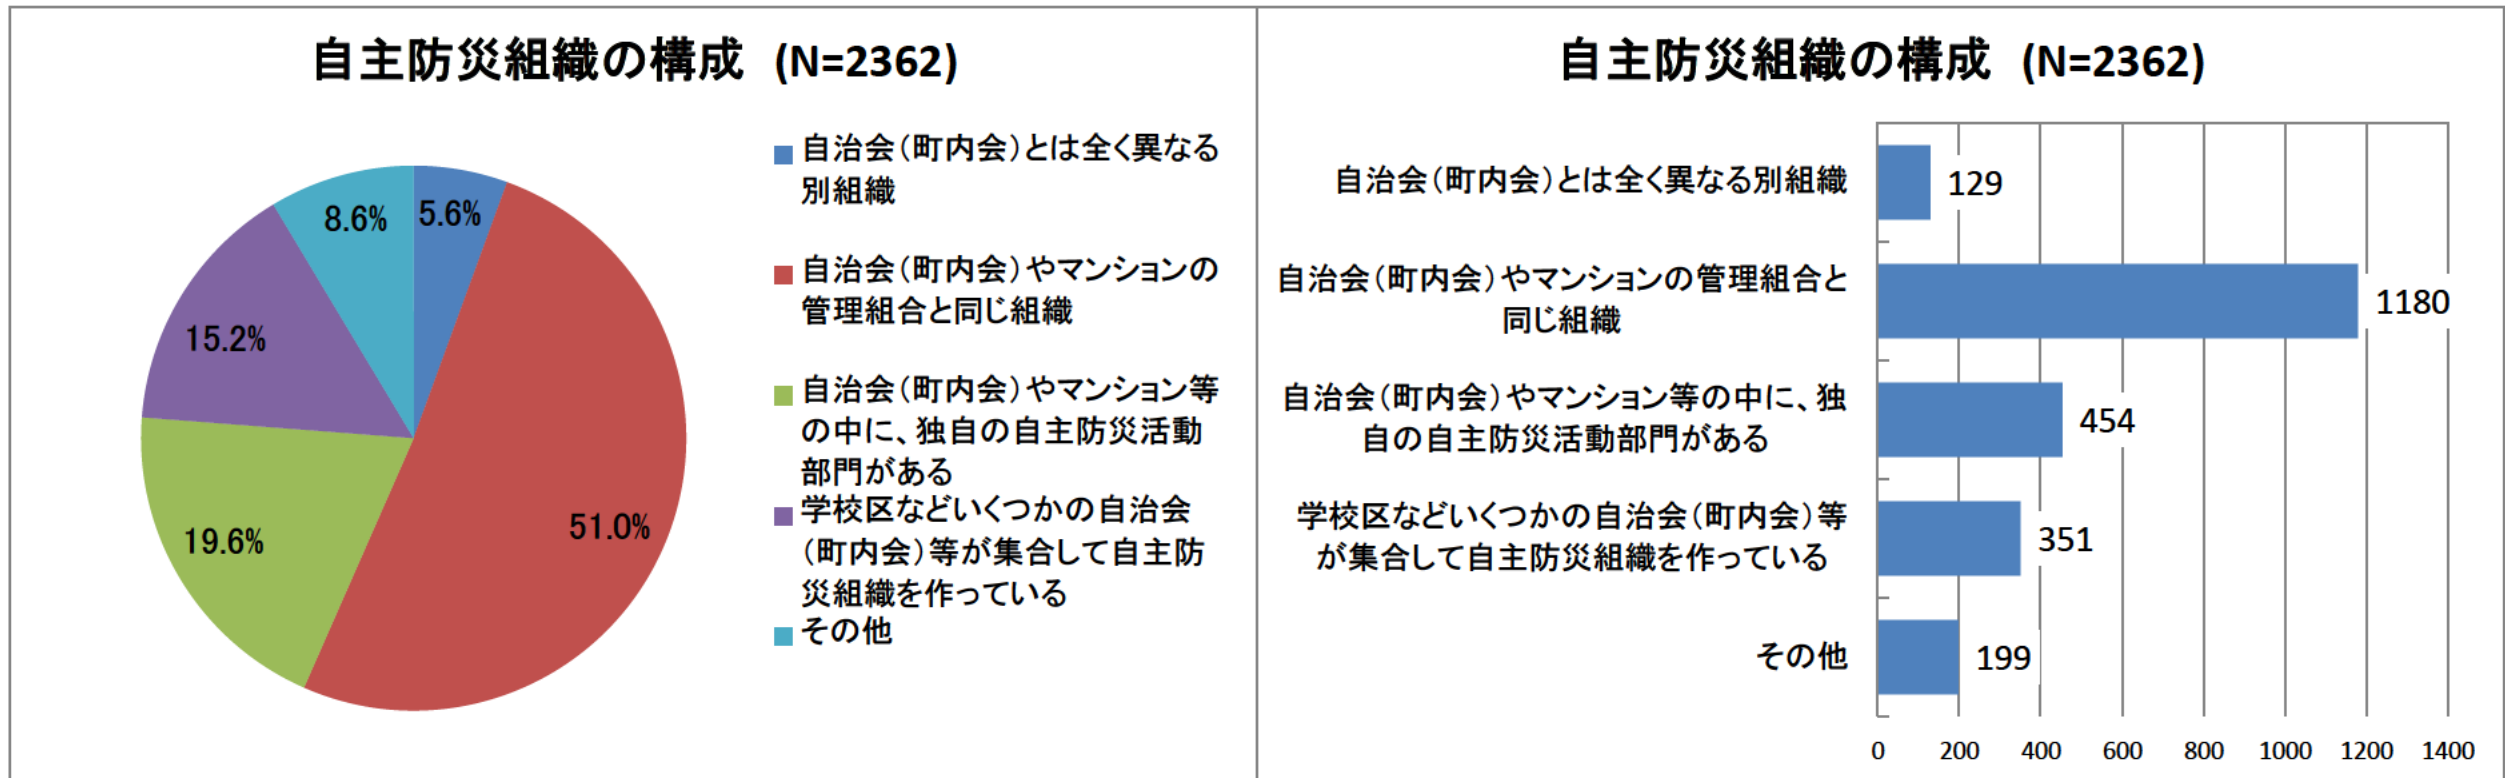 自主防災組織の構成 (N=2362)
5.6%
51.0%
19.6%
15.2%
8.6%
自治会（町内会）とは全く異なる
別組織
自治会（町内会）やマンションの
管理組合と同じ組織
自治会（町内会）やマンション等
の中に、独自の自主防災活動
部門がある
学校区などいくつかの自治会
（町内会）等が集合して自主防
災組織を作っている
その他
自主防災組織の構成 (N=2362)
自治会（町内会）とは全く異なる別組織
129
自治会（町内会）やマンションの管理組合と
同じ組織
1180
自治会（町内会）やマンション等の中に、独
自の自主防災活動部門がある
454
学校区などいくつかの自治会（町内会）等
が集合して自主防災組織を作っている
351
その他
199
0 200 400 600 800 1000 1200 1400